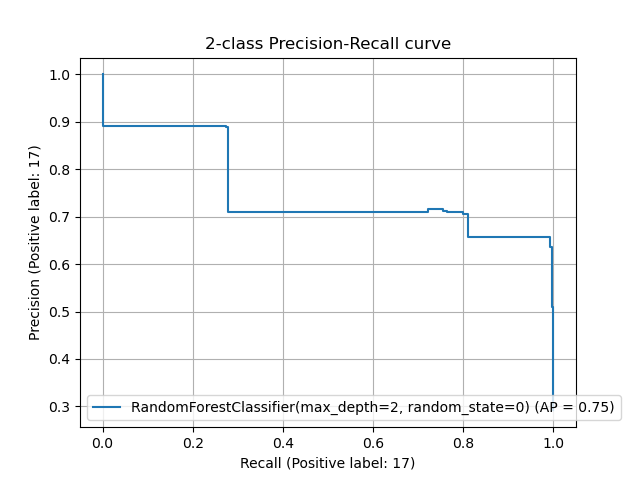 2-class Precision-Recall curve
Precision (Positive label: 17)
1.0
0.9
0.8
0.7
0.6
0.5
0.4
0.3
RandomForestClassifier(max_depth=2, random_state=0) (AP = 0.75)
0.0 0.2 0.4 0.6 0.8 1.0
Recall (Positive label: 17)